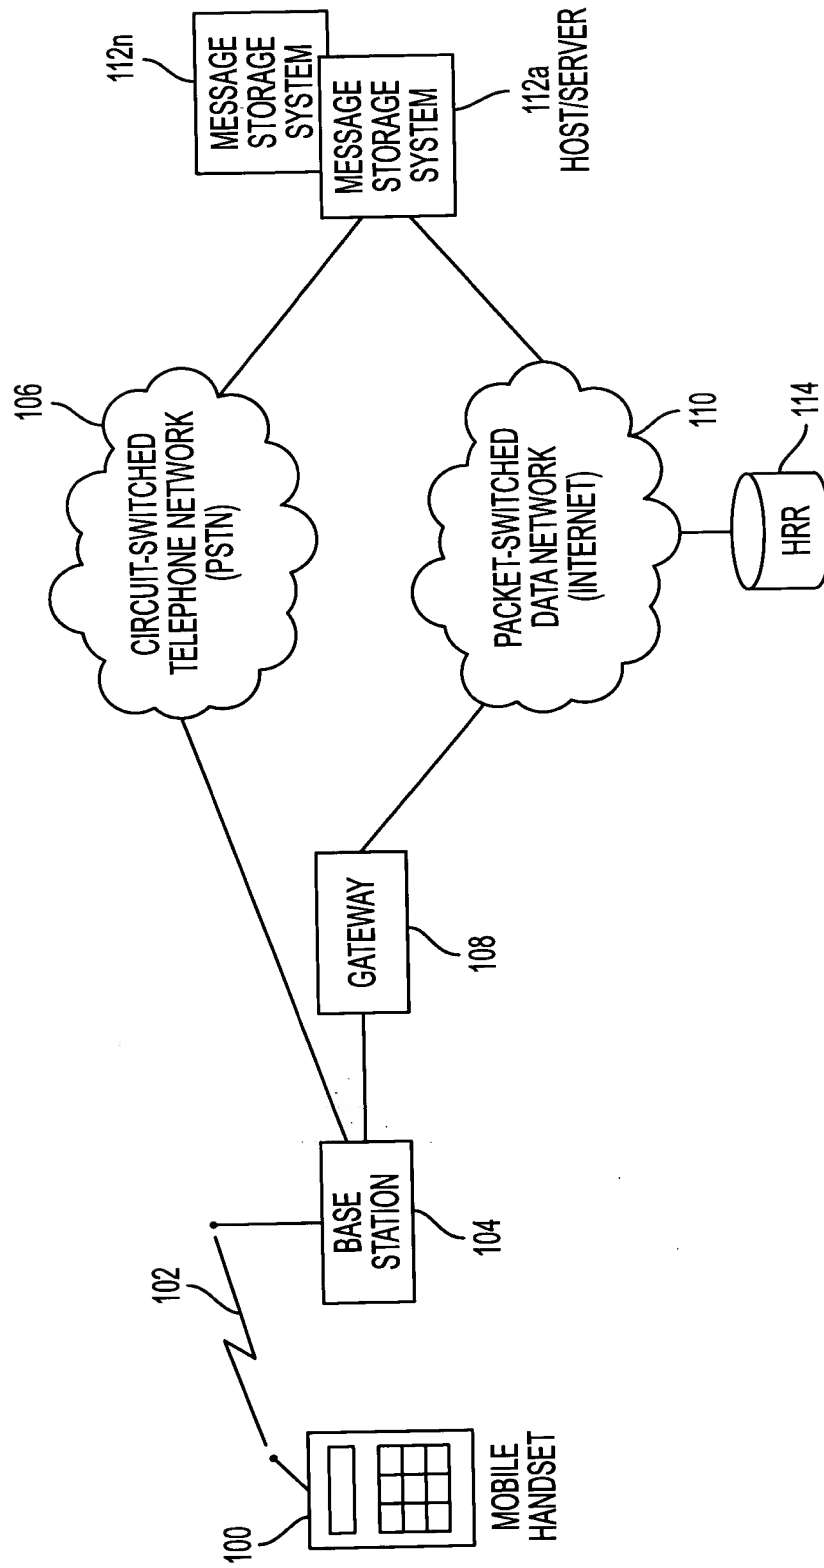 100
MOBILE
HANDSET
102
BASE
STATION
104
GATEWAY
108
106
CIRCUIT-SWITCHED
TELEPHONE NETWORK
(PSTN)
PACKET-SWITCHED
DATA NETWORK
(INTERNET)
110
HRR
114
112n
MESSAGE
STORAGE
SYSTEM
MESSAGE
STORAGE
SYSTEM
112a
HOST/SERVER